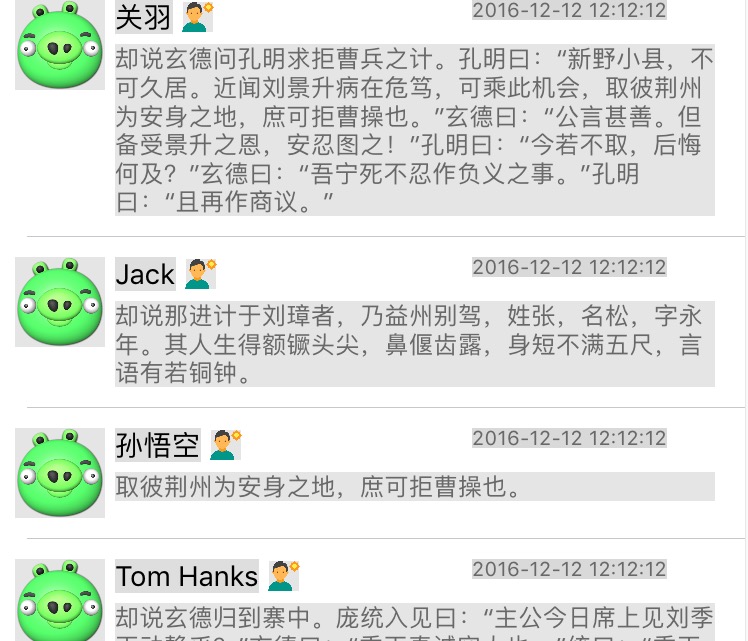 关羽
2016-12-12 12:12:12
却说玄德问孔明求拒曹兵之计。孔明曰：“新野小县，不
可久居。近闻刘景升病在危笃，可乘此机会，取彼荆州
为安身之地，庶可拒曹操也。”玄德曰：“公言甚善。但
备受景升之恩，安忍图之！”孔明曰：“今若不取，后悔
何及？”玄德曰：“吾宁死不忍作负义之事。”孔明
曰：“且再作商议。”
Jack
2016-12-12 12:12:12
却说那进计于刘璋者，乃益州别驾，姓张，名松，字永
年。其人生得额镢头尖，鼻偃齿露，身短不满五尺，言
语有若铜钟。
孙悟空
2016-12-12 12:12:12
取彼荆州为安身之地，庶可拒曹操也。
Tom Hanks
2016-12-12 12:12:12
却说玄德归到寨中。庞统入见曰：“主公今日席上见刘季